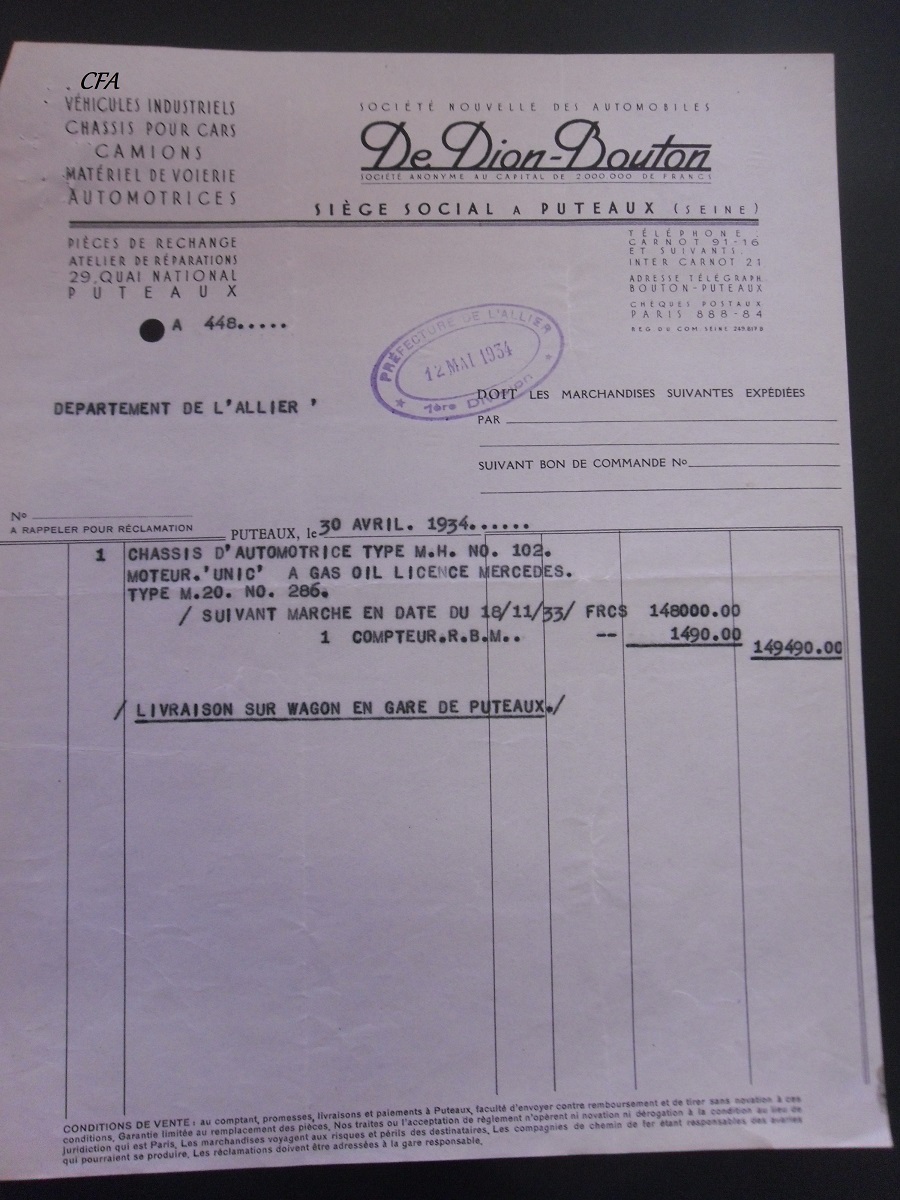 CFA
VÉHICULES INDUSTRIELS
CHASSIS POUR CARS
CAMIONS
MATÉRIEL DE VOIERIE
AUTOMOTRICES
SOCIÉTÉ NOUVELLE DES AUTOMOBILES
De Dion-Bouton
SOCIÉTÉ ANONYME AU CAPITAL DE 2.000.000 DE FRANCS
SIÈGE SOCIAL A PUTEAUX (SEINE)
PIÈCES DE RECHANGE
ATELIER DE RÉPARATIONS
29, QUAI NATIONAL
PUTEAUX
TÉLÉPHONE
CARNOT 91-16
ET SUIVANTS.
INTER CARNOT 21
ADRESSE TÉLÉGRAPH.
BOUTON-PUTEAUX
CHÈQUES POSTAUX
PARIS 888-84
REG DU COM. SEINE
A 448.....
PRÉFECTURE DE L'ALLIER
12 MAI 1934
1ère Division
DEPARTEMENT DE L'ALLIER '
DOIT LES MARCHANDISES SUIVANTES EXPÉDIÉES
PAR
SUIVANT BON DE COMMANDE No
No
A RAPPELER POUR RÉCLAMATION
PUTEAUX, le 30 AVRIL. 1934......
1 CHASSIS D'AUTOMOTRICE TYPE M.H. NO. 102.
MOTEUR.'UNIC' A GAS OIL LICENCE MERCEDES.
TYPE M.20. NO. 286.
/ SUIVANT MARCHE EN DATE DU 18/11/33/ FRCS 148000.00
1 COMPTEUR.R.B.M.. -- 1490.00 149490.00
/ LIVRAISON SUR WAGON EN GARE DE PUTEAUX./
CONDITIONS DE VENTE : au comptant, promesses, livraisons et paiements à Puteaux, faculté d'envoyer contre remboursement et de tirer sans novation à ces
conditions. Garantie limitée au remplacement des pièces. Nos traites ou l'acceptation de règlement n'opèrent ni novation ni dérogation à la condition au lieu de
juridiction qui est Paris. Les marchandises voyagent aux risques et périls des destinataires. Les compagnies de chemin de fer étant responsables des avaries
qui pourraient se produire. Les réclamations doivent être adressées à la gare responsable.